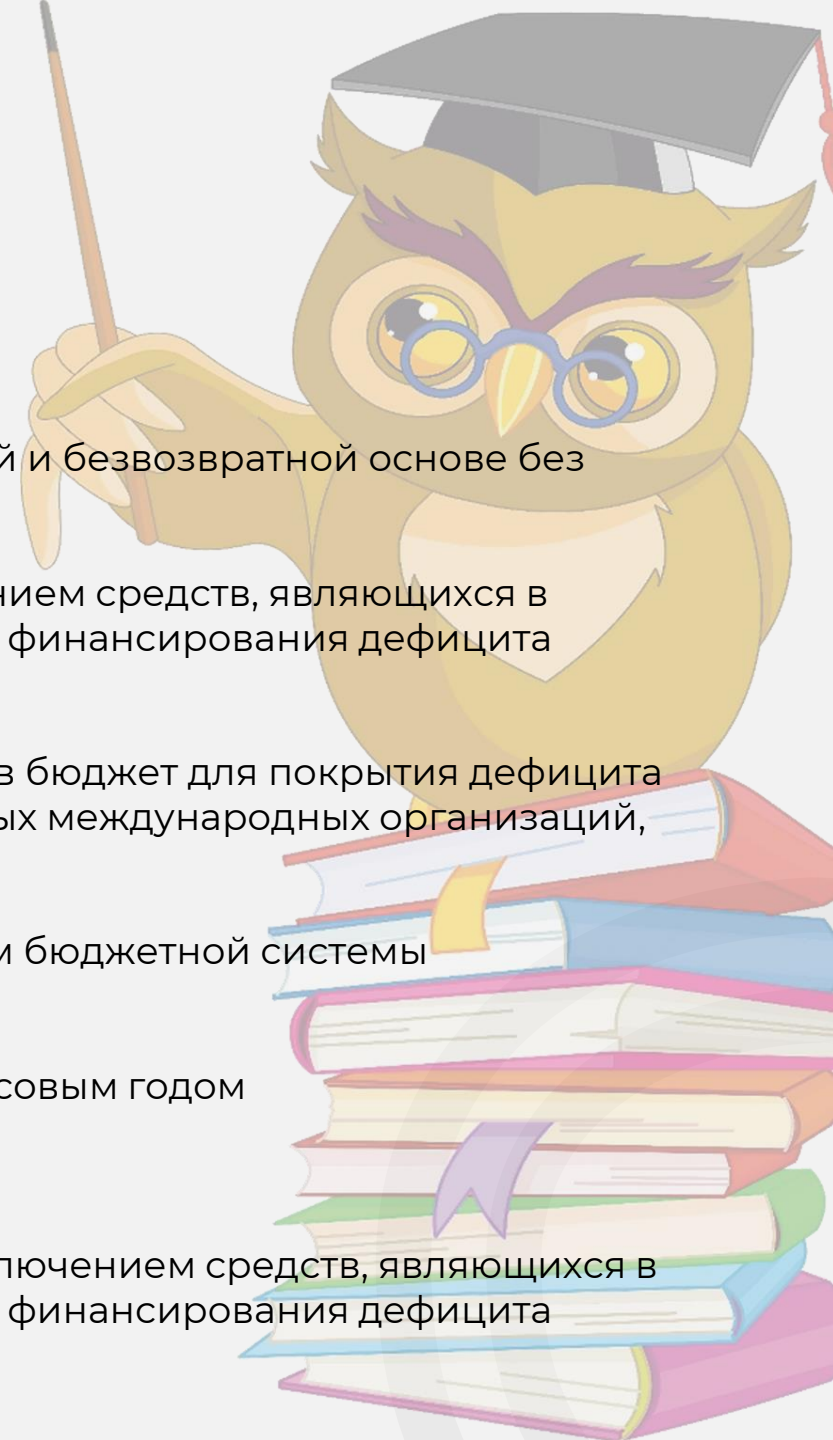 й и безвозвратной основе без
нием средств, являющихся в
финансирования дефицита
в бюджет для покрытия дефицита
ых международных организаций,
м бюджетной системы
совым годом
лючением средств, являющихся в
финансирования дефицита